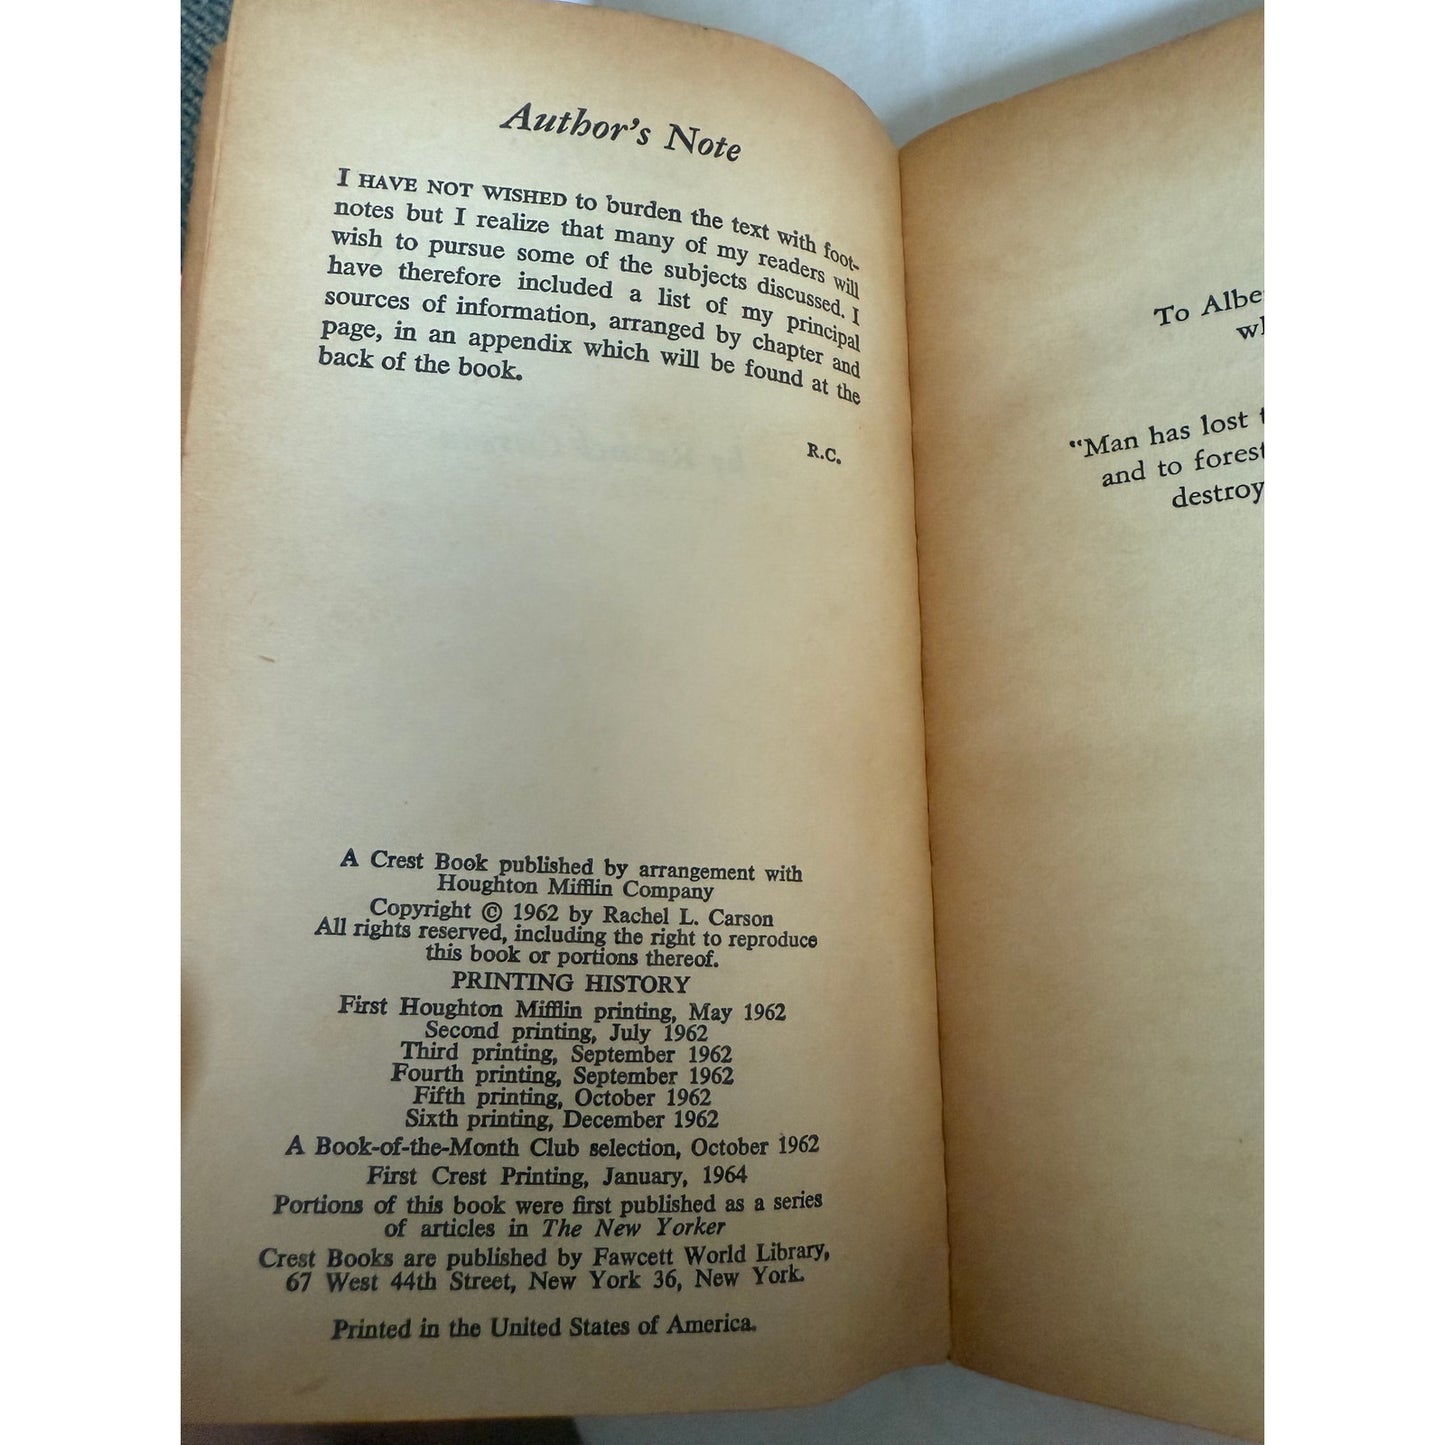 Author's Note
I HAVE NOT WISHED to burden the text with foot-
notes but I realize that many of my readers will
wish to pursue some of the subjects discussed. I
have therefore included a list of my principal
sources of information, arranged by chapter and
page, in an appendix which will be found at the
back of the book.
R.C.
A Crest Book published by arrangement with
Houghton Mifflin Company
Copyright © 1962 by Rachel L. Carson
All rights reserved, including the right to reproduce
this book or portions thereof.
PRINTING HISTORY
First Houghton Mifflin printing, May 1962
Second printing, July 1962
Third printing, September 1962
Fourth printing, September 1962
Fifth printing, October 1962
Sixth printing, December 1962
A Book-of-the-Month Club selection, October 1962
First Crest Printing, January, 1964
Portions of this book were first published as a series
of articles in The New Yorker
Crest Books are published by Fawcett World Library,
67 West 44th Street, New York 36, New York.
Printed in the United States of America.
To Albe
wh
"Man has lost t
and to forest
destroy